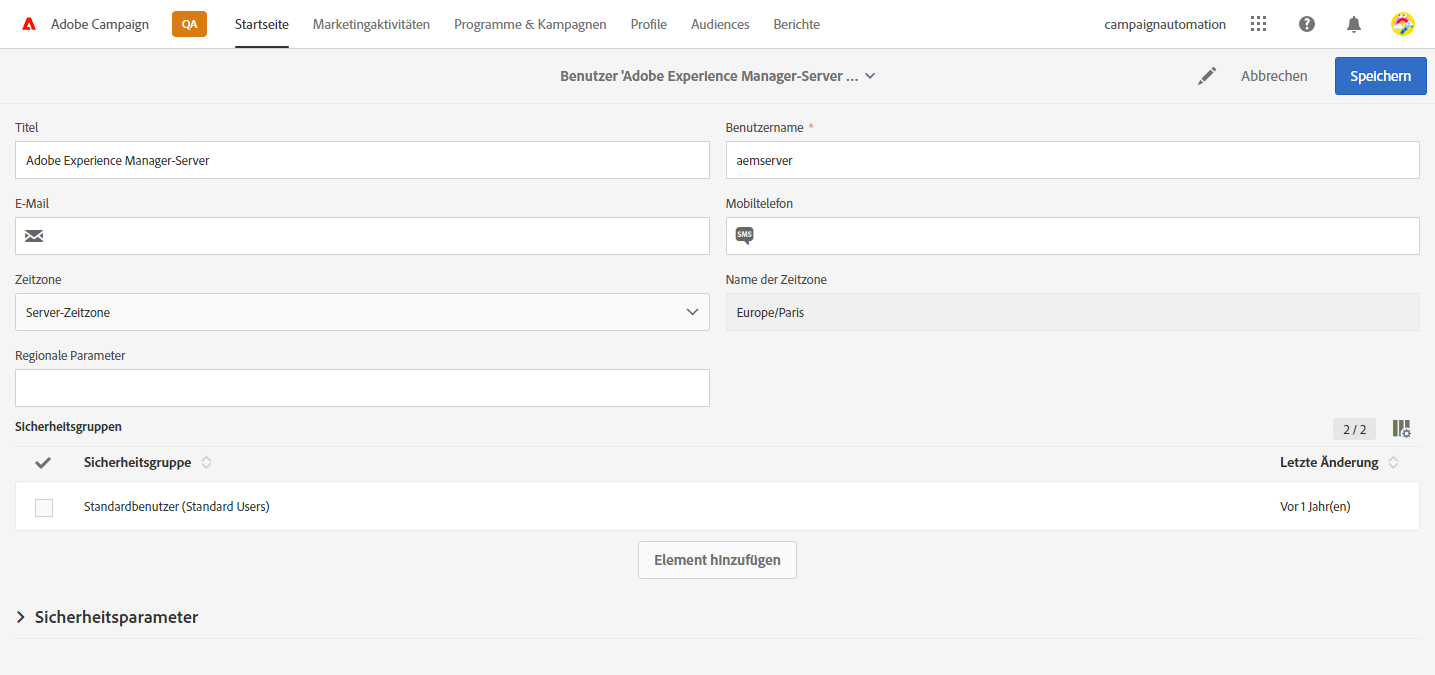 Adobe Campaign QA Startseite Marketingaktivitäten Programme & Kampagnen Profile Audiences Berichte campaignautomation
Benutzer 'Adobe Experience Manager-Server ... Abbrechen Speichern
Titel Benutzername *
Adobe Experience Manager-Server aemserver
E-Mail Mobiltelefon
SMS
Zeitzone Name der Zeitzone
Server-Zeitzone Europe/Paris
Regionale Parameter
Sicherheitsgruppen 2 / 2
Sicherheitsgruppe Letzte Änderung
Standardbenutzer (Standard Users) Vor 1 Jahr(en)
Element hinzufügen
Sicherheitsparameter